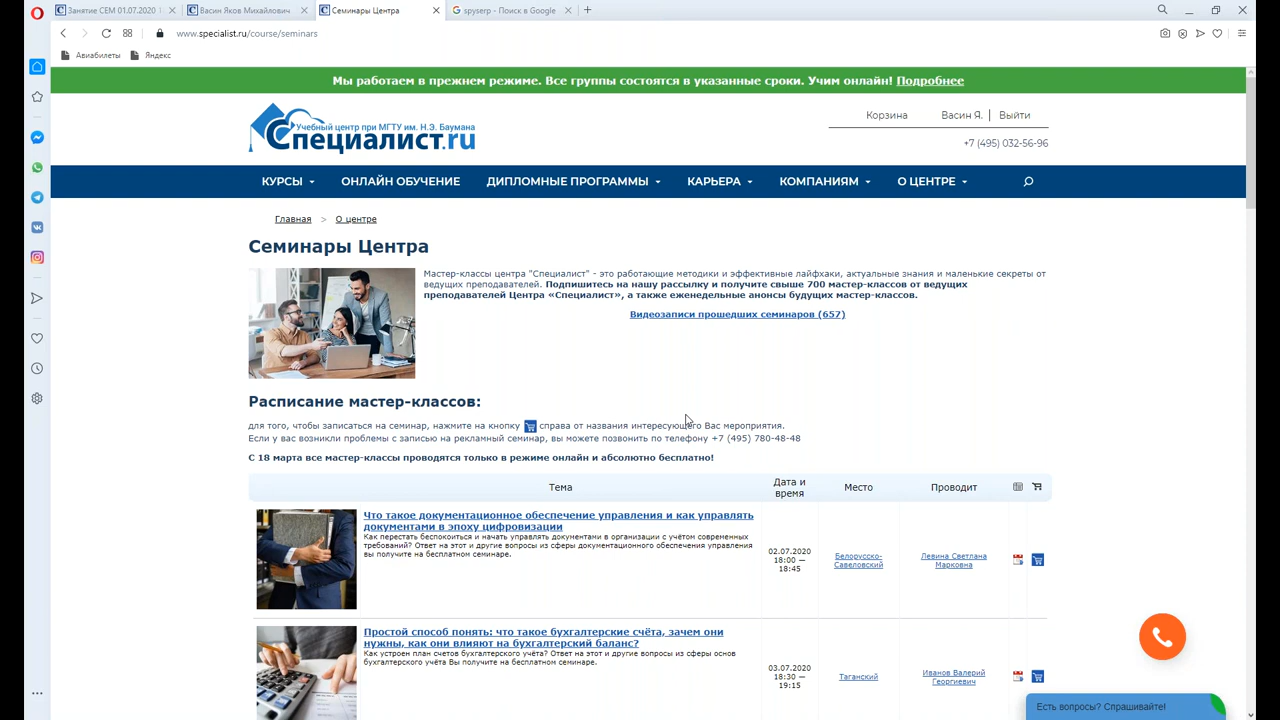 Занятие СЕМ 01.07.2020 |
Васин Яков Михайлович
Семинары Центра
spyserp - Поиск в Google
www.specialist.ru/course/seminars
Авиабилеты
Яндекс
Мы работаем в прежнем режиме. Все группы состоятся в указанные сроки. Учим онлайн! Подробнее
Учебный центр при МГТУ им. Н.Э. Баумана
Специалист.ru
Корзина
Васин Я.
Выйти
+7 (495) 032-56-96
КУРСЫ
ОНЛАЙН ОБУЧЕНИЕ
ДИПЛОМНЫЕ ПРОГРАММЫ
КАРЬЕРА
КОМПАНИЯМ
О ЦЕНТРЕ
Главная > О центре
Семинары Центра
Мастер-классы центра "Специалист" - это работающие методики и эффективные лайфхаки, актуальные знания и маленькие секреты от
ведущих преподавателей. Подпишитесь на нашу рассылку и получите свыше 700 мастер-классов от ведущих
преподавателей Центра «Специалист», а также еженедельные анонсы будущих мастер-классов.
Видеозаписи прошедших семинаров (657)
Расписание мастер-классов:
для того, чтобы записаться на семинар, нажмите на кнопку справа от названия интересующего Вас мероприятия.
Если у вас возникли проблемы с записью на рекламный семинар, вы можете позвонить по телефону +7 (495) 780-48-48
С 18 марта все мастер-классы проводятся только в режиме онлайн и абсолютно бесплатно!
Тема
Дата и
время
Место
Проводит
Что такое документационное обеспечение управления и как управлять
документами в эпоху цифровизации
Как перестать беспокоиться и начать управлять документами в организации с учётом современных
требований? Ответ на этот и другие вопросы из сферы документационного обеспечения управления
вы получите на бесплатном семинаре.
02.07.2020
18:00 —
18:45
Белорусско-
Савеловский
Левина Светлана
Марковна
Простой способ понять: что такое бухгалтерские счёта, зачем они
нужны, как они влияют на бухгалтерский баланс?
Как устроен план счетов бухгалтерского учёта? Ответ на этот и другие вопросы из сферы основ
бухгалтерского учёта Вы получите на бесплатном семинаре.
03.07.2020
18:30 —
19:15
Таганский
Иванов Валерий
Георгиевич
Есть вопросы? Спрашивайте!